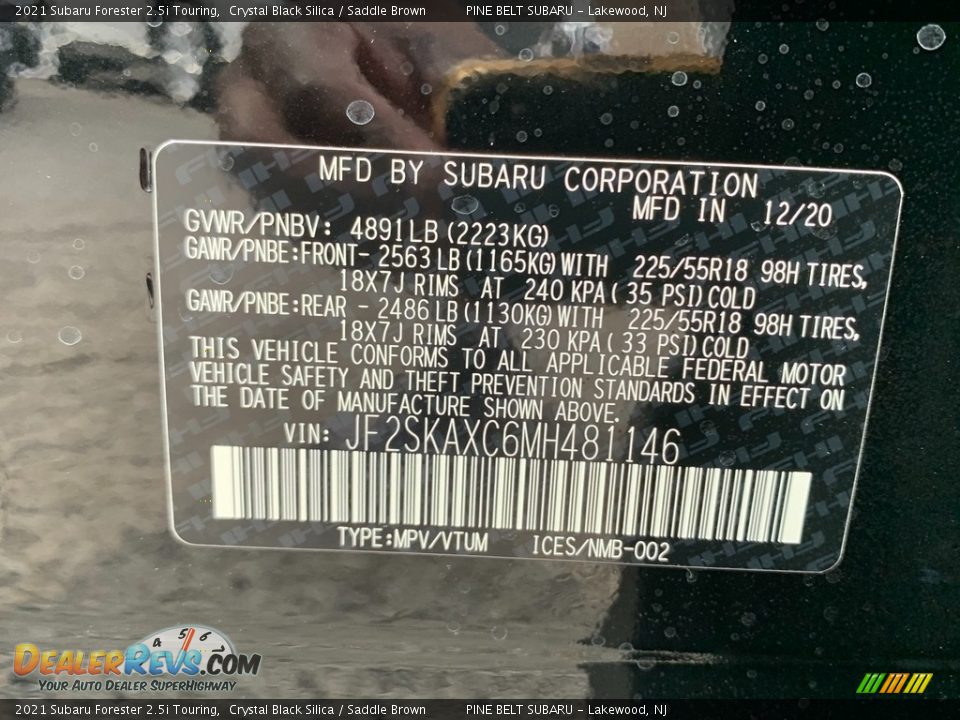 2021 Subaru Forester 2.5i Touring, Crystal Black Silica / Saddle Brown PINE BELT SUBARU - Lakewood, NJ
MFD BY SUBARU CORPORATION
MFD IN 12/20
GVWR/PNBV: 4891LB (2223KG)
GAWR/PNBE:FRONT- 2563 LB (1165KG) WITH 225/55R18 98H TIRES,
18X7J RIMS AT 240 KPA ( 35 PSI) COLD
GAWR/PNBE:REAR - 2486 LB (1130KG) WITH 225/55R18 98H TIRES,
18X7J RIMS AT 230 KPA ( 33 PSI) COLD
THIS VEHICLE CONFORMS TO ALL APPLICABLE FEDERAL MOTOR
VEHICLE SAFETY AND THEFT PREVENTION STANDARDS IN EFFECT ON
THE DATE OF MANUFACTURE SHOWN ABOVE.
VIN: JF2SKAXC6MH481146
TYPE:MPV/VTUM ICES/NMB-002
4 5 6 7
DEALERREVS.COM
YOUR AUTO DEALER SUPERHIGHWAY
2021 Subaru Forester 2.5i Touring, Crystal Black Silica / Saddle Brown PINE BELT SUBARU - Lakewood, NJ